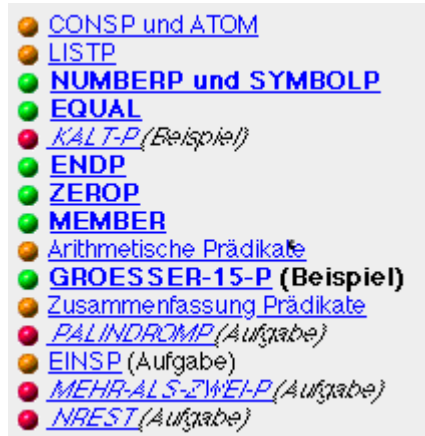 CONSP und ATOM
LISTP
NUMBERP und SYMBOLP
EQUAL
KALT-P (Beispiel)
ENDP
ZEROP
MEMBER
Arithmetische Prädikate
GROESSER-15-P (Beispiel)
Zusammenfassung Prädikate
PALINDROMP (Aufgabe)
EINSP (Aufgabe)
MEHR-ALS-ZWEI-P (Aufgabe)
NREST (Aufgabe)